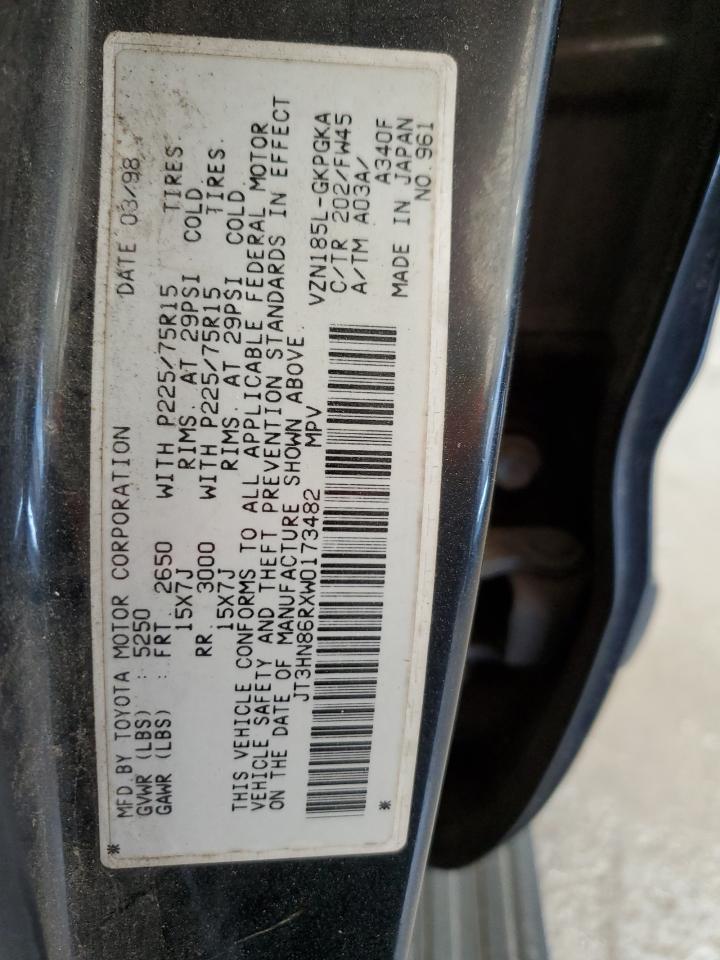 MFD. BY TOYOTA MOTOR CORPORATION DATE 03/98
GVWR (LBS) : 5250
GAWR (LBS) : FRT. 2650 WITH P225/75R15 TIRES.
15X7J RIMS. AT 29PSI COLD
RR. 3000 WITH P225/75R15 TIRES.
15X7J RIMS. AT 29PSI COLD
THIS VEHICLE CONFORMS TO ALL APPLICABLE FEDERAL MOTOR
VEHICLE SAFETY AND THEFT PREVENTION STANDARDS IN EFFECT
ON THE DATE OF MANUFACTURE SHOWN ABOVE.
JT3HN86RXW0173482 MPV
VZN185L-GKPGKA
C/TR 202/FW45
A/TM A03A/
A340F
MADE IN JAPAN
NO.961
* *